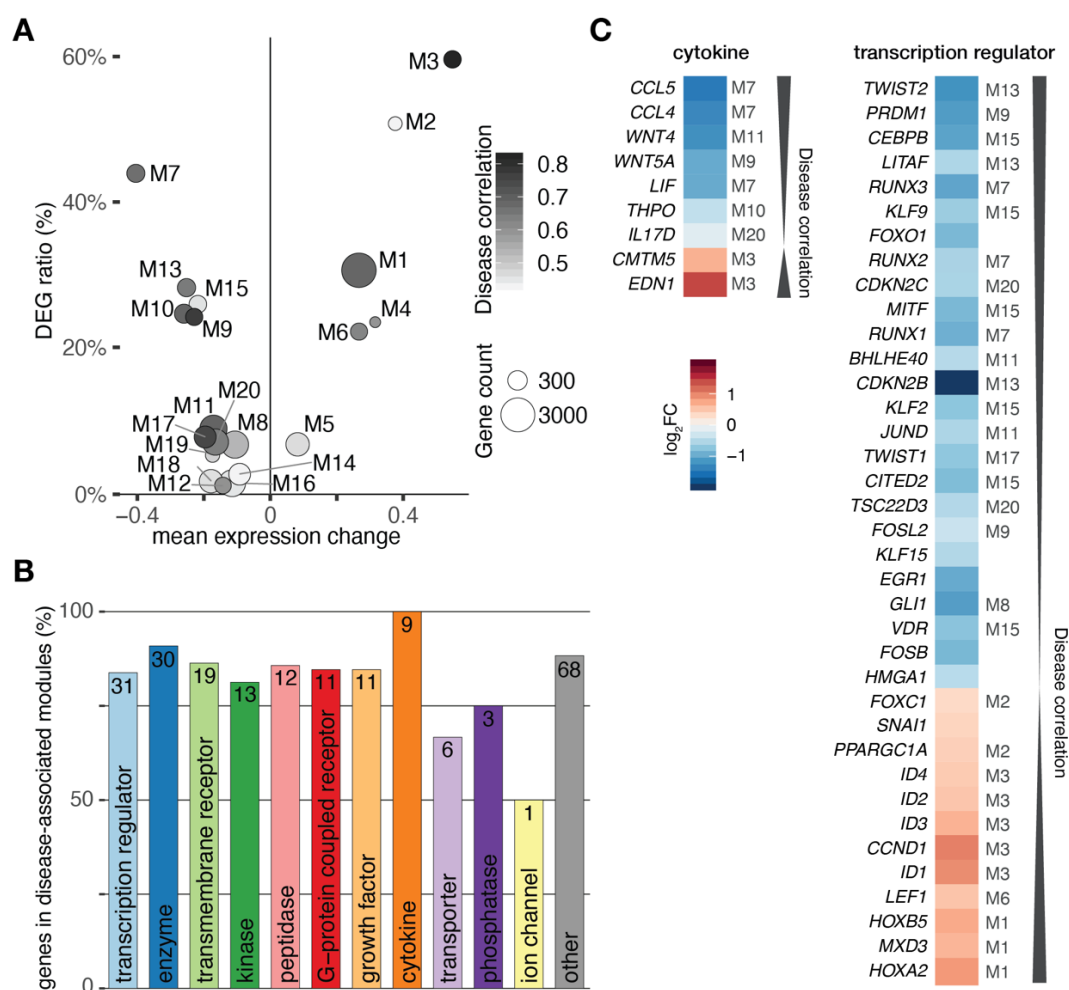 A
60%
40%
20%
0%
DEG ratio (%)
−0.4
0
0.4
mean expression change
M3
M2
M7
M1
M13
M15
M10
M9
M4
M6
M20
M11
M17
M8
M5
M19
M18
M14
M12
M16
Disease correlation
0.8
0.7
0.6
0.5
Gene count
300
3000
B
genes in disease-associated modules (%)
100
50
0
31
transcription regulator
30
enzyme
19
transmembrane receptor
13
kinase
12
peptidase
11
G-protein coupled receptor
11
growth factor
9
cytokine
6
transporter
3
phosphatase
1
ion channel
68
other
C
cytokine
CCL5 M7
CCL4 M7
WNT4 M11
WNT5A M9
LIF M7
THPO M10
IL17D M20
CMTM5 M3
EDN1 M3
Disease correlation
log2FC
1
0
−1
transcription regulator
TWIST2 M13
PRDM1 M9
CEBPB M15
LITAF M13
RUNX3 M7
KLF9 M15
FOXO1
RUNX2 M7
CDKN2C M20
MITF M15
RUNX1 M7
BHLHE40 M11
CDKN2B M13
KLF2 M15
JUND M11
TWIST1 M17
CITED2 M15
TSC22D3 M20
FOSL2 M9
KLF15
EGR1
GLI1 M8
VDR M15
FOSB
HMGA1
FOXC1 M2
SNAI1
PPARGC1A M2
ID4 M3
ID2 M3
ID3 M3
CCND1 M3
ID1 M3
LEF1 M6
HOXB5 M1
MXD3 M1
HOXA2 M1
Disease correlation